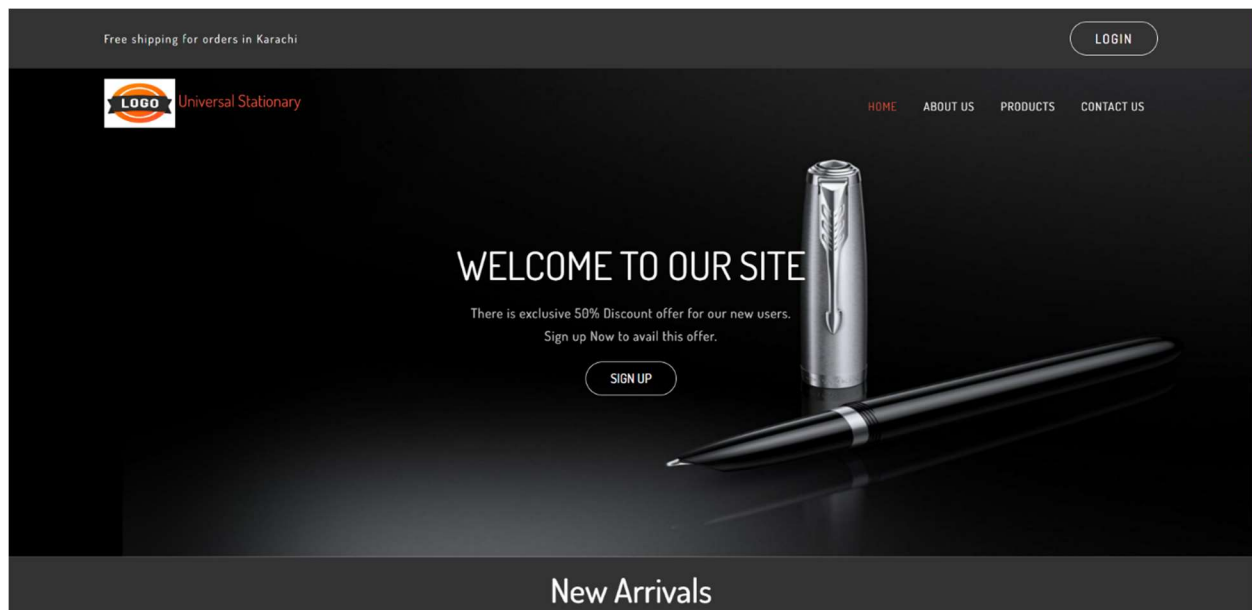 Free shipping for orders in Karachi
LOGIN
LOGO
Universal Stationary
HOME
ABOUT US
PRODUCTS
CONTACT US
WELCOME TO OUR SITE
There is exclusive 50% Discount offer for our new users.
Sign up Now to avail this offer.
SIGN UP
New Arrivals